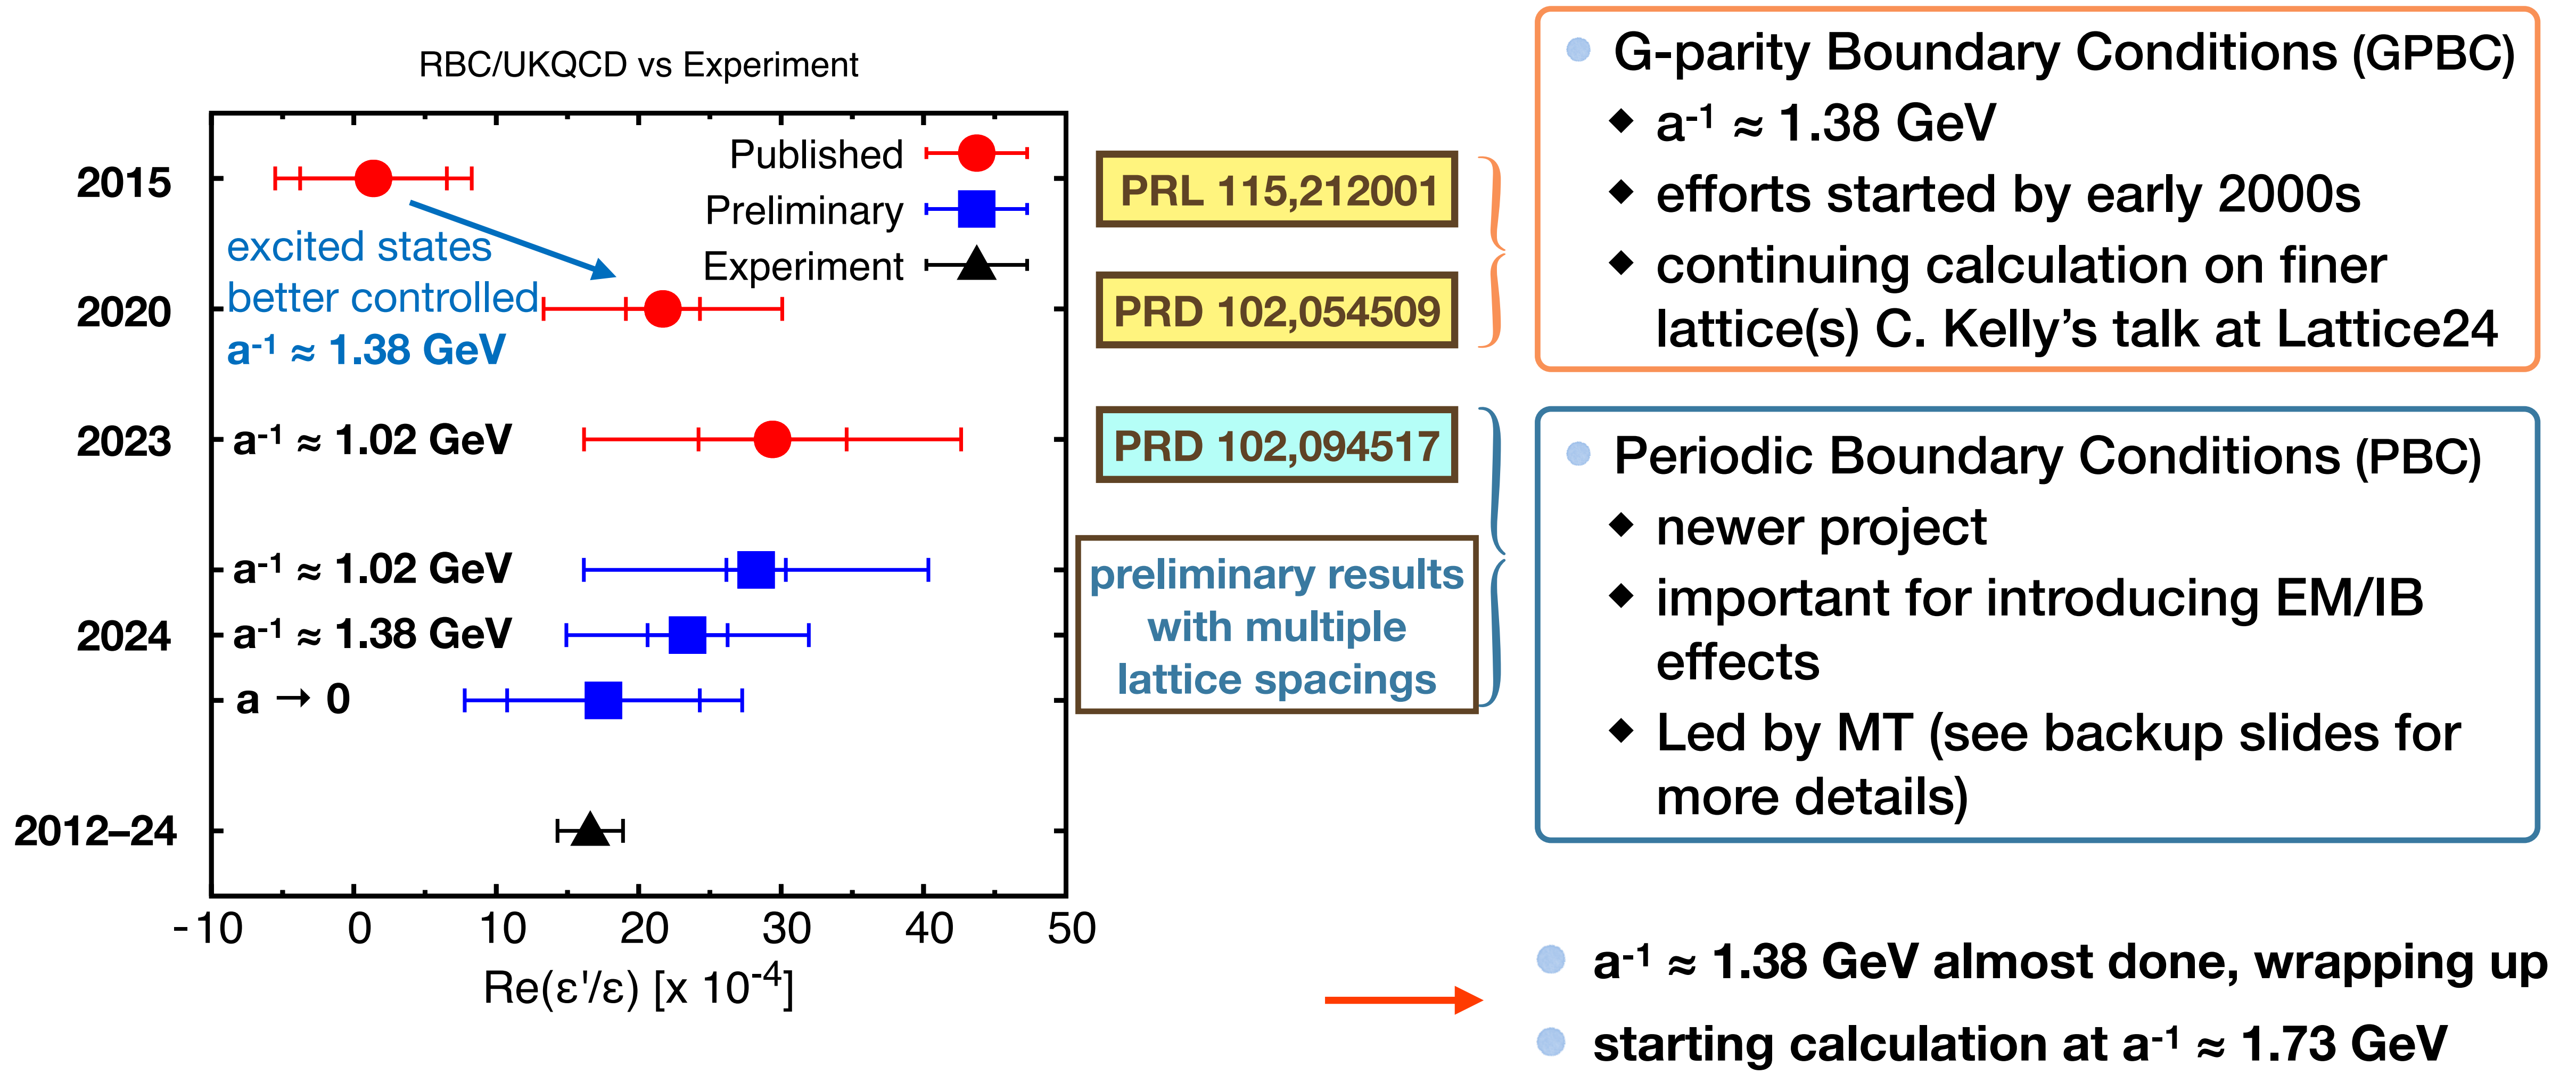 RBC/UKQCD vs Experiment
Published
Preliminary
Experiment
2015
2020
2023
2024
2012–24
excited states
better controlled
a-1 ≈ 1.38 GeV
a-1 ≈ 1.02 GeV
a-1 ≈ 1.02 GeV
a-1 ≈ 1.38 GeV
a → 0
-10 0 10 20 30 40 50
Re(ε'/ε) [x 10-4]
PRL 115,212001
PRD 102,054509
PRD 102,094517
preliminary results
with multiple
lattice spacings
G-parity Boundary Conditions (GPBC)
a-1 ≈ 1.38 GeV
efforts started by early 2000s
continuing calculation on finer
lattice(s) C. Kelly’s talk at Lattice24
Periodic Boundary Conditions (PBC)
newer project
important for introducing EM/IB
effects
Led by MT (see backup slides for
more details)
a-1 ≈ 1.38 GeV almost done, wrapping up
starting calculation at a-1 ≈ 1.73 GeV